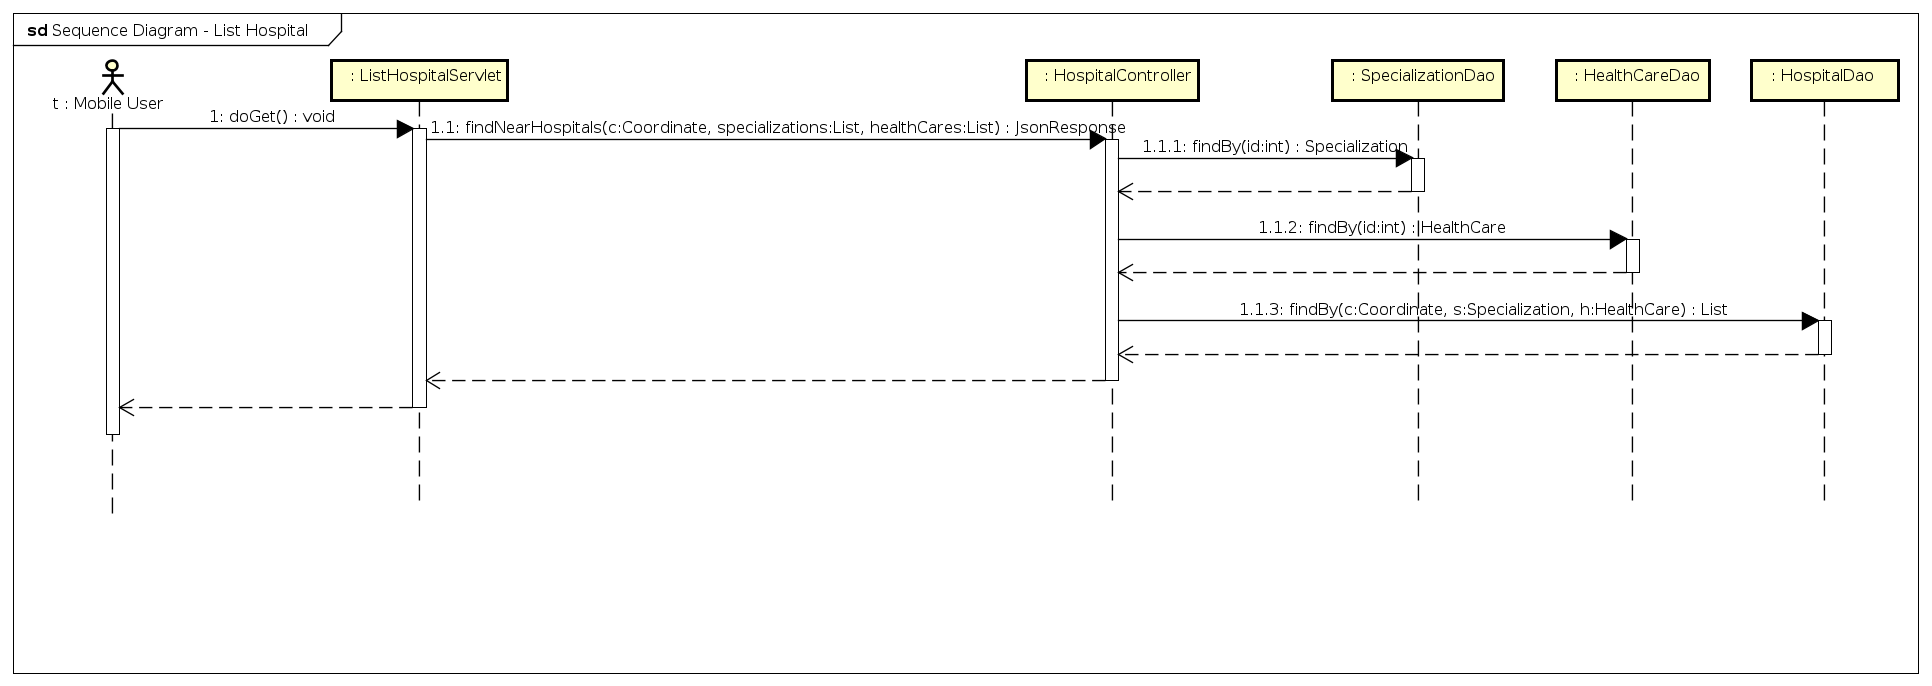 sd Sequence Diagram - List Hospital
: ListHospitalServlet
: HospitalController
: SpecializationDao
: HealthCareDao
: HospitalDao
t : Mobile User
1: doGet() : void
1.1: findNearHospitals(c:Coordinate, specializations:List, healthCares:List) : JsonResponse
1.1.1: findBy(id:int) : Specialization
1.1.2: findBy(id:int) : HealthCare
1.1.3: findBy(c:Coordinate, s:Specialization, h:HealthCare) : List